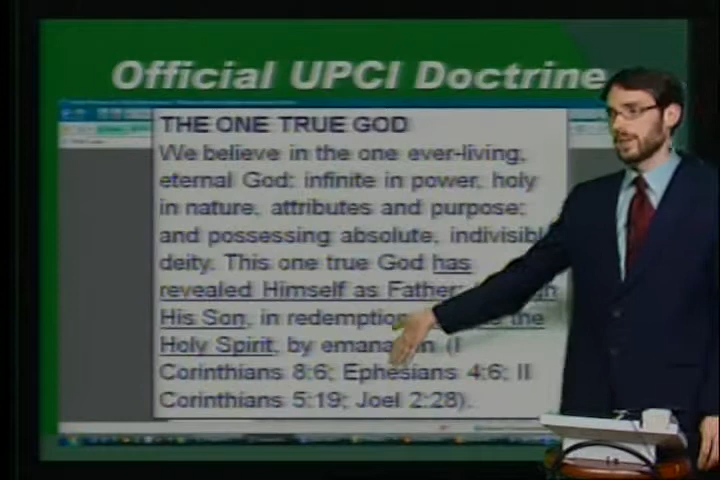 Official UPCI Doctrine
THE ONE TRUE GOD
We believe in the one ever-living,
eternal God: infinite in power, holy
in nature, attributes and purpose;
and possessing absolute, indivisibl
deity. This one true God has
revealed Himself as Father
His Son, in redemptio the
Holy Spirit, by emana n (I
Corinthians 8:6; Ephesians 4:6; II
Corinthians 5:19; Joel 2:28).